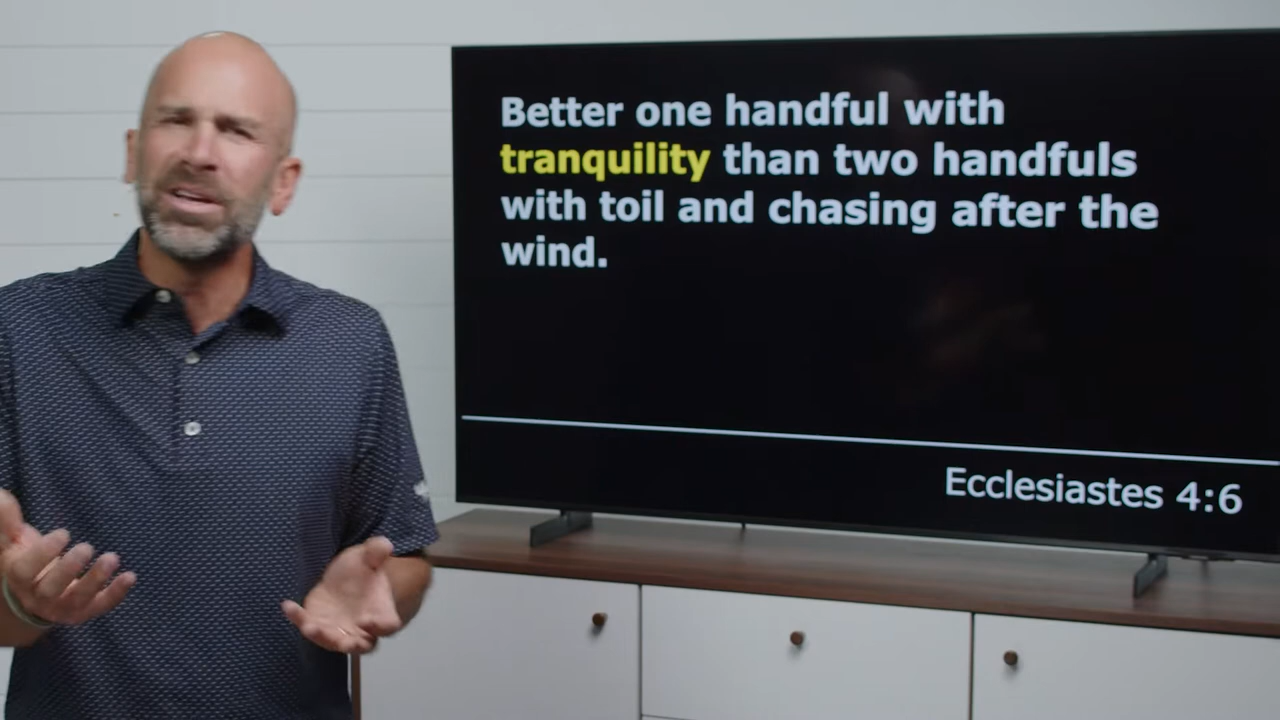 Better one handful with
tranquility than two handfuls
with toil and chasing after the
wind.
Ecclesiastes 4:6